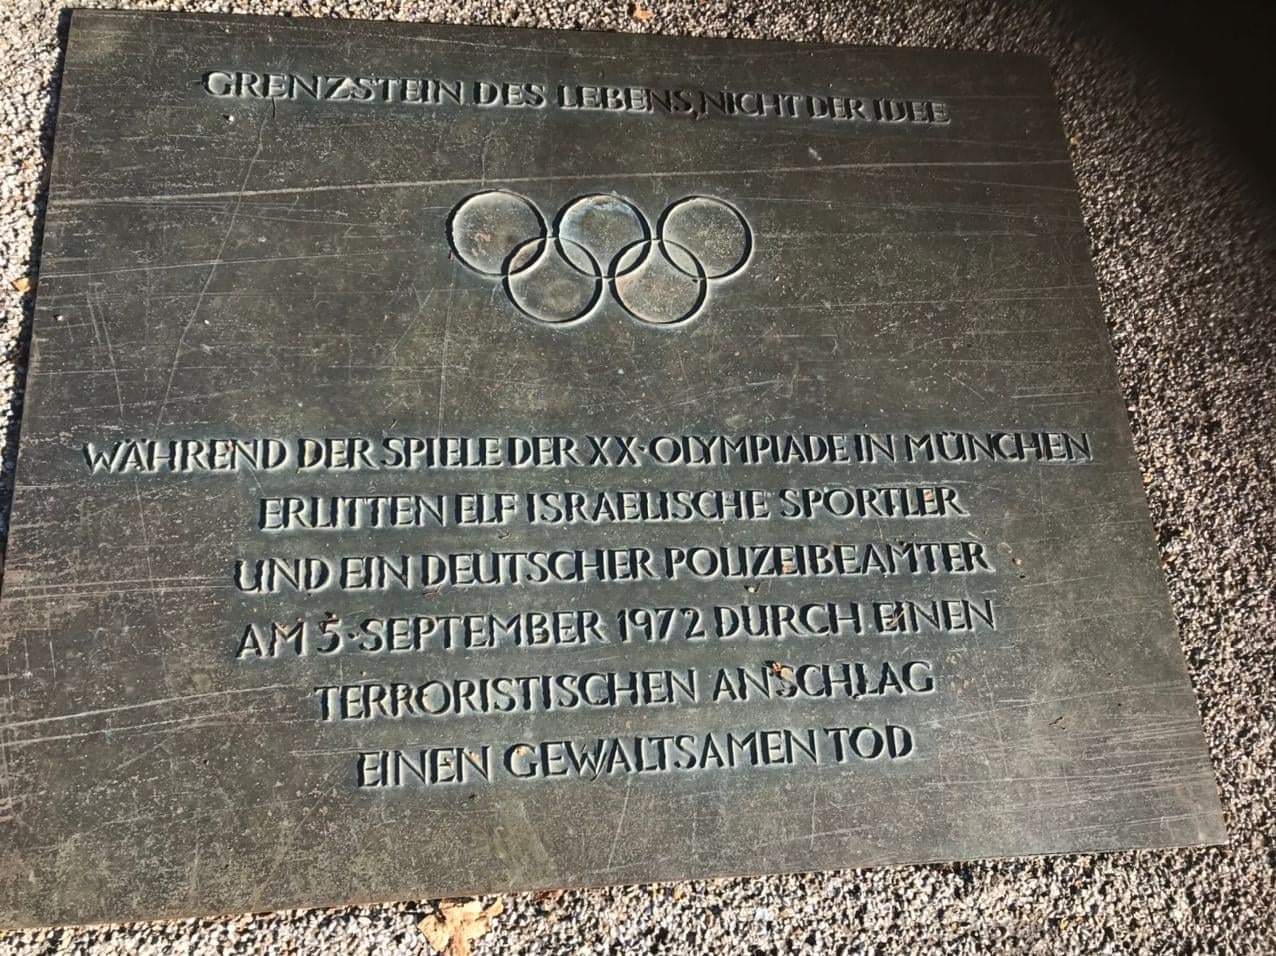 GRENZSTEIN DES LEBENS, NICHT DER IDEE
WÄHREND DER SPIELE DER XX. OLYMPIADE IN MÜNCHEN
ERLITTEN ELF ISRAELISCHE SPORTLER
UND EIN DEUTSCHER POLIZEIBEAMTER
AM 5. SEPTEMBER 1972 DURCH EINEN
TERRORISTISCHEN ANSCHLAG
EINEN GEWALTSAMEN TOD